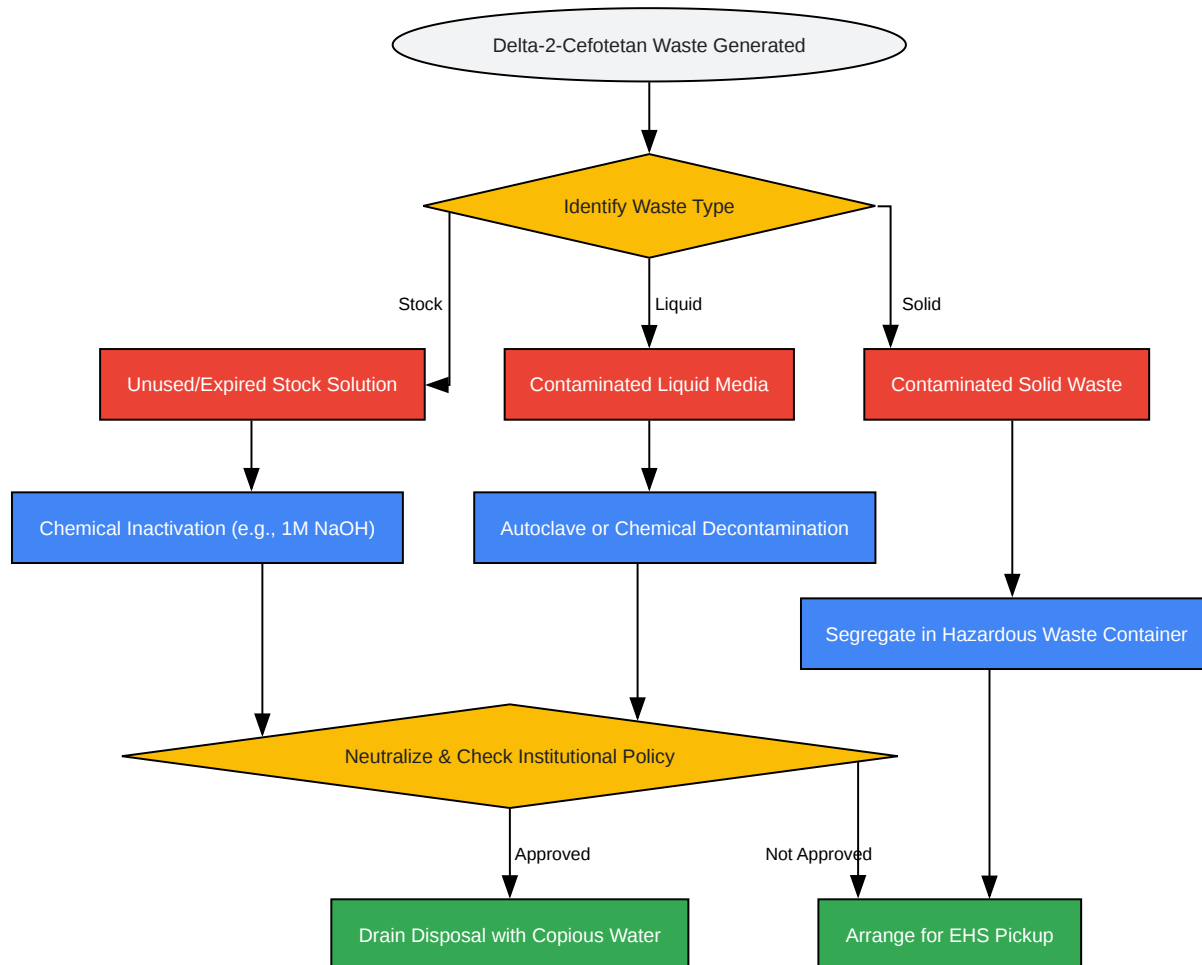 Delta-2-Cefotetan Waste Generated
Identify Waste Type
Stock
Liquid
Solid
Unused/Expired Stock Solution
Contaminated Liquid Media
Contaminated Solid Waste
Chemical Inactivation (e.g., 1M NaOH)
Autoclave or Chemical Decontamination
Segregate in Hazardous Waste Container
Neutralize & Check Institutional Policy
Approved
Not Approved
Drain Disposal with Copious Water
Arrange for EHS Pickup